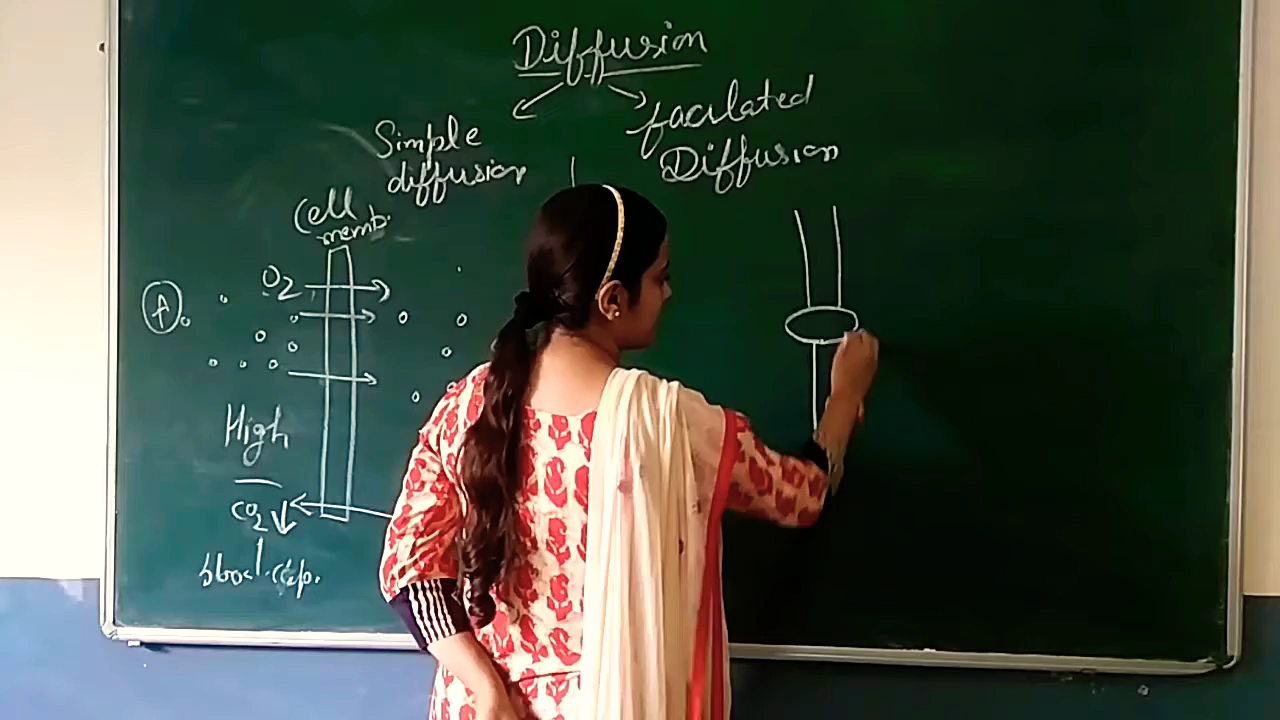 Diffusion
Simple
diffusion
facilated
Diffusion
Cell
memb.
A
O2
High
CO2
blood cap.